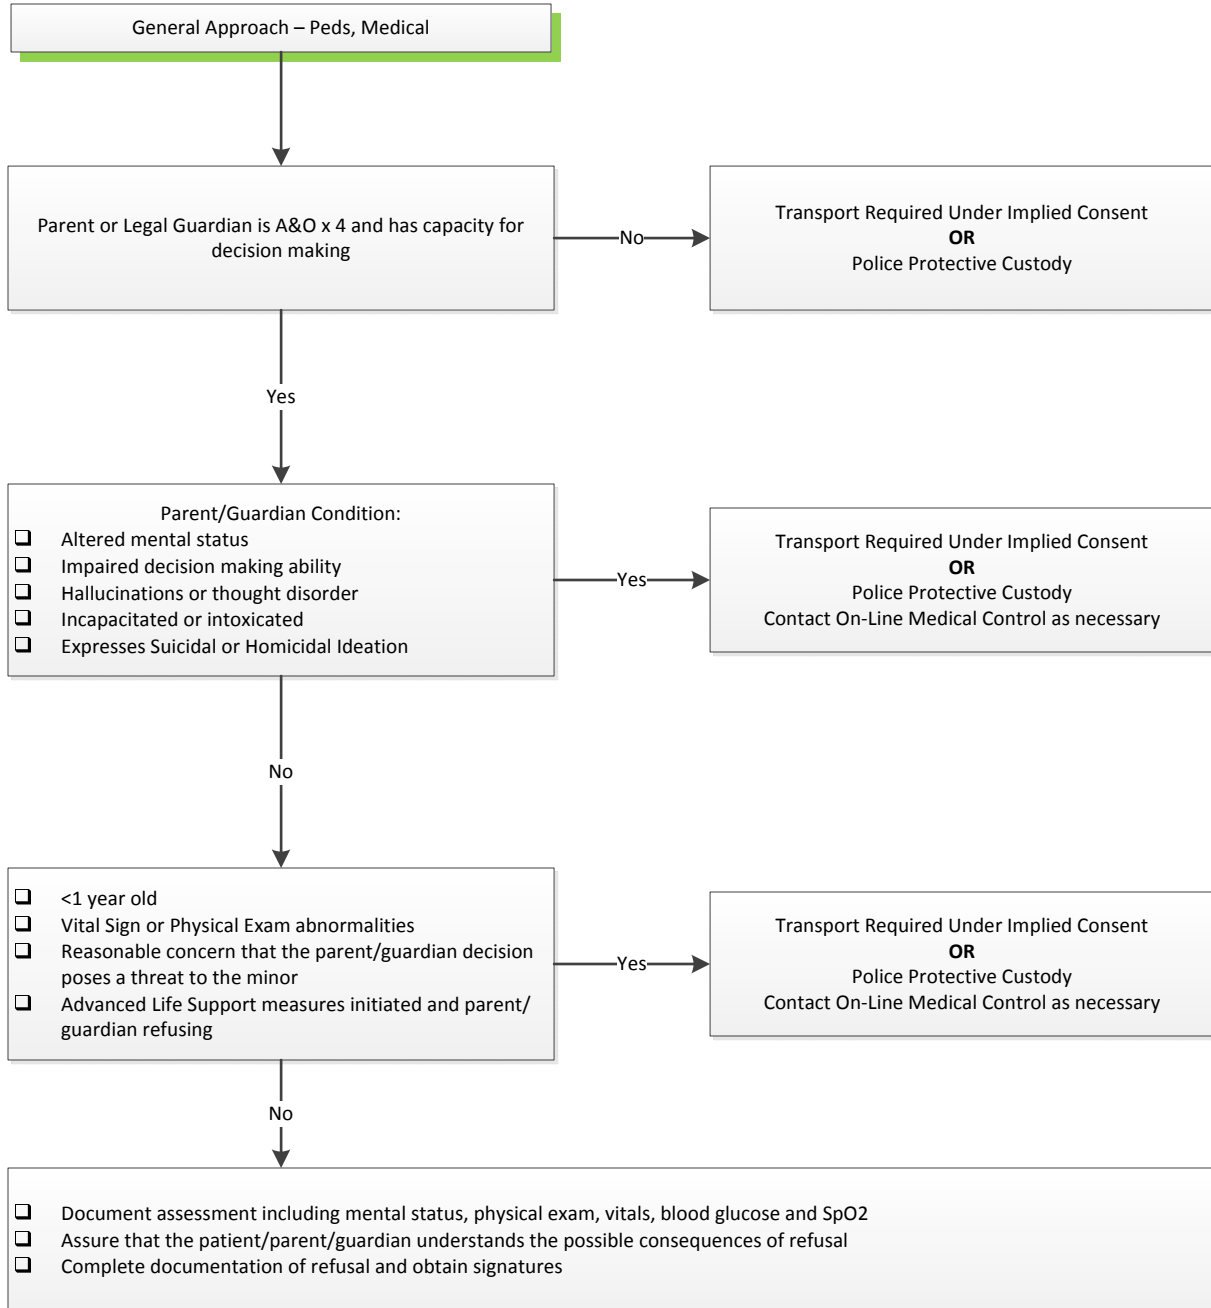 General Approach – Peds, Medical
Parent or Legal Guardian is A&O x 4 and has capacity for
decision making
No
Transport Required Under Implied Consent
OR
Police Protective Custody
Yes
Parent/Guardian Condition:
❑ Altered mental status
❑ Impaired decision making ability
❑ Hallucinations or thought disorder
❑ Incapacitated or intoxicated
❑ Expresses Suicidal or Homicidal Ideation
Yes
Transport Required Under Implied Consent
OR
Police Protective Custody
Contact On-Line Medical Control as necessary
No
❑ <1 year old
❑ Vital Sign or Physical Exam abnormalities
❑ Reasonable concern that the parent/guardian decision
poses a threat to the minor
❑ Advanced Life Support measures initiated and parent/
guardian refusing
Yes
Transport Required Under Implied Consent
OR
Police Protective Custody
Contact On-Line Medical Control as necessary
No
❑ Document assessment including mental status, physical exam, vitals, blood glucose and SpO2
❑ Assure that the patient/parent/guardian understands the possible consequences of refusal
❑ Complete documentation of refusal and obtain signatures